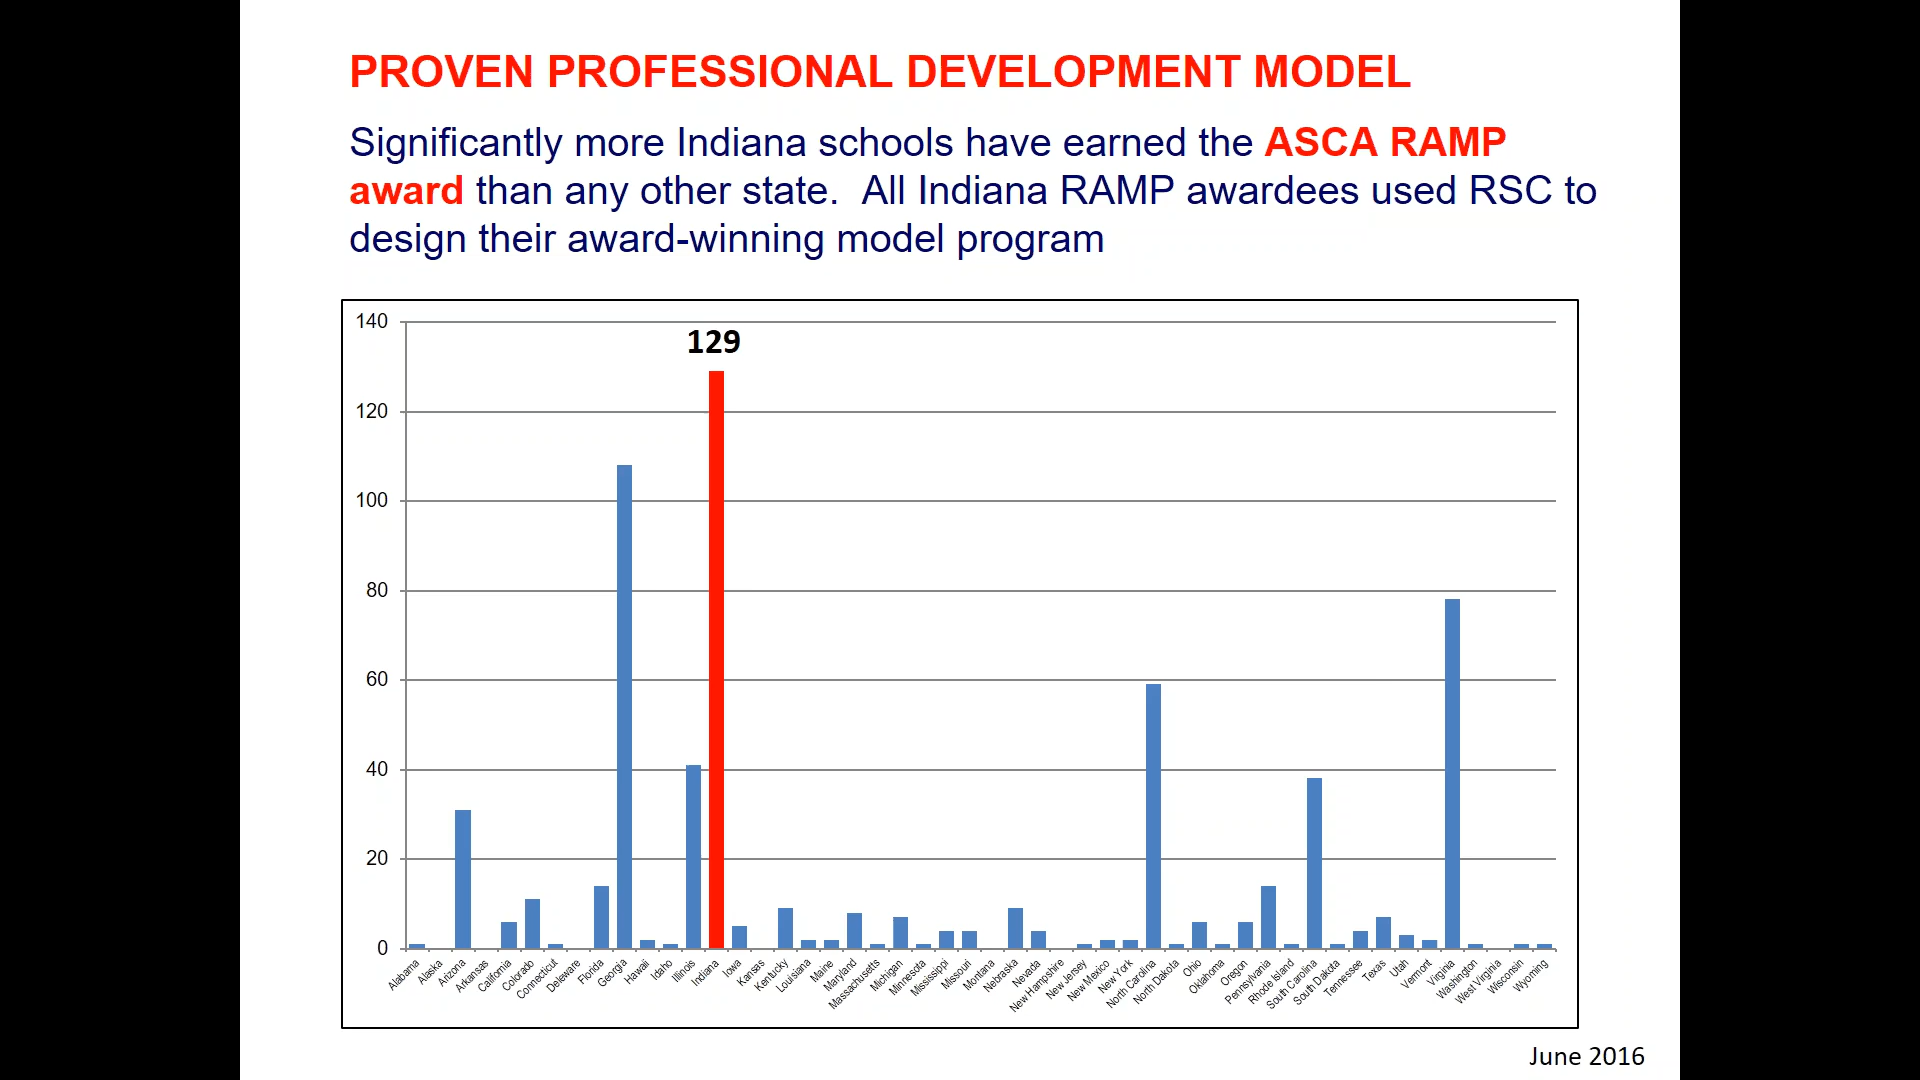 PROVEN PROFESSIONAL DEVELOPMENT MODEL
Significantly more Indiana schools have earned the ASCA RAMP
award than any other state.  All Indiana RAMP awardees used RSC to
design their award-winning model program
140
129
120
100
80
60
40
20
0
Alabama
Alaska
Arizona
Arkansas
California
Colorado
Connecticut
Deleware
Florida
Georgia
Hawaii
Idaho
Illinois
Indiana
Iowa
Kansas
Kentucky
Louisiana
Maine
Maryland
Massachusetts
Michigan
Minnesota
Mississippi
Missouri
Montana
Nebraska
Nevada
New Hampshire
New Jersey
New Mexico
New York
North Carolina
North Dakota
Ohio
Oklahoma
Oregon
Pennsylvania
Rhode Island
South Carolina
South Dakota
Tennessee
Texas
Utah
Vermont
Virginia
Washington
West Virginia
Wisconsin
Wyoming
June 2016